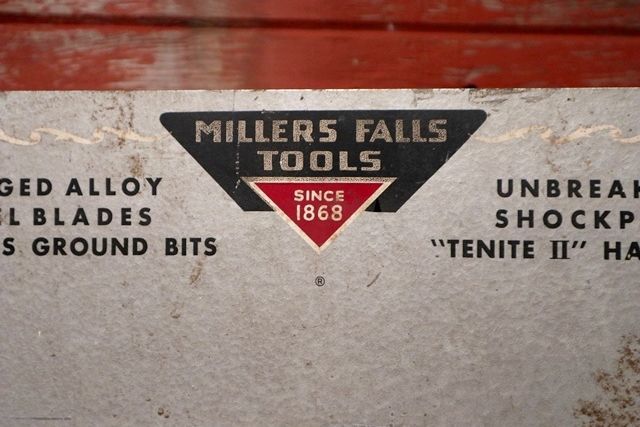 MILLERS FALLS
TOOLS
SINCE
1868
®
GED ALLOY
L BLADES
S GROUND BITS
UNBREAK
SHOCKP
"TENITE II" HA